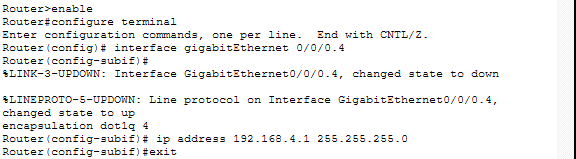 Router>enable
Router#configure terminal
Enter configuration commands, one per line.  End with CNTL/Z.
Router(config)# interface gigabitEthernet 0/0/0.4
Router(config-subif)#
%LINK-3-UPDOWN: Interface GigabitEthernet0/0/0.4, changed state to down
%LINEPROTO-5-UPDOWN: Line protocol on Interface GigabitEthernet0/0/0.4,
changed state to up
encapsulation dot1q 4
Router(config-subif)# ip address 192.168.4.1 255.255.255.0
Router(config-subif)#exit